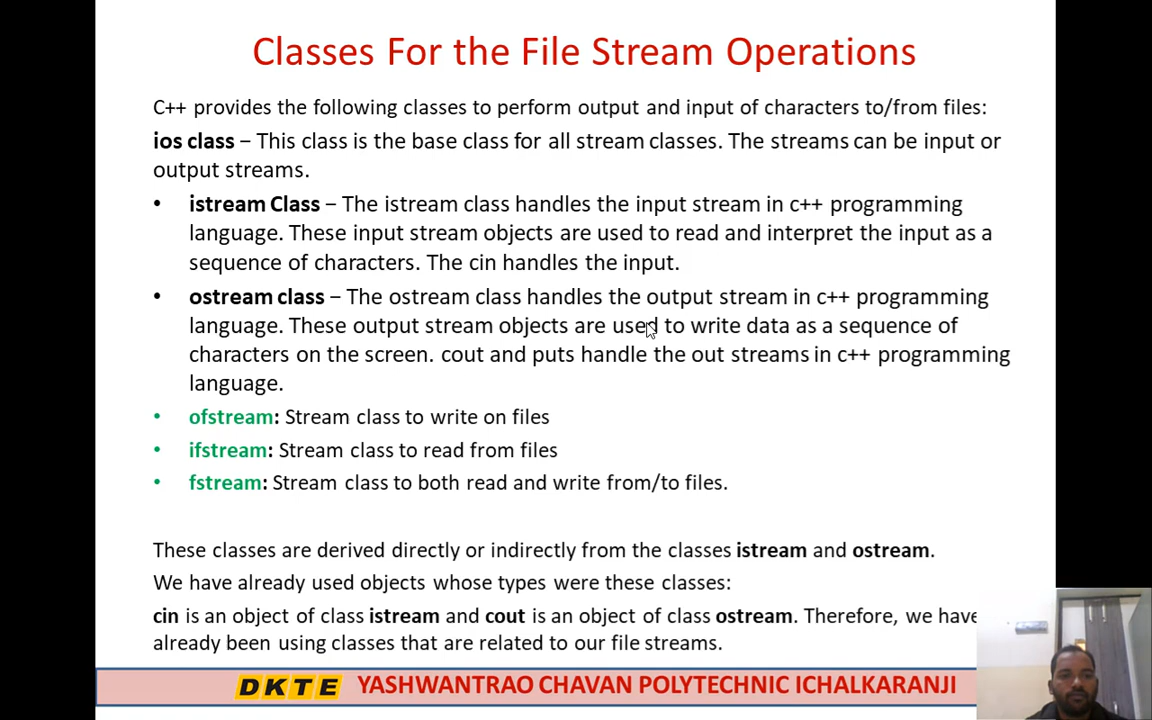 Classes For the File Stream Operations
C++ provides the following classes to perform output and input of characters to/from files:
ios class − This class is the base class for all stream classes. The streams can be input or
output streams.
• istream Class − The istream class handles the input stream in c++ programming
language. These input stream objects are used to read and interpret the input as a
sequence of characters. The cin handles the input.
• ostream class − The ostream class handles the output stream in c++ programming
language. These output stream objects are used to write data as a sequence of
characters on the screen. cout and puts handle the out streams in c++ programming
language.
• ofstream: Stream class to write on files
• ifstream: Stream class to read from files
• fstream: Stream class to both read and write from/to files.
These classes are derived directly or indirectly from the classes istream and ostream.
We have already used objects whose types were these classes:
cin is an object of class istream and cout is an object of class ostream. Therefore, we have
already been using classes that are related to our file streams.
DKTE YASHWANTRAO CHAVAN POLYTECHNIC ICHALKARANJI